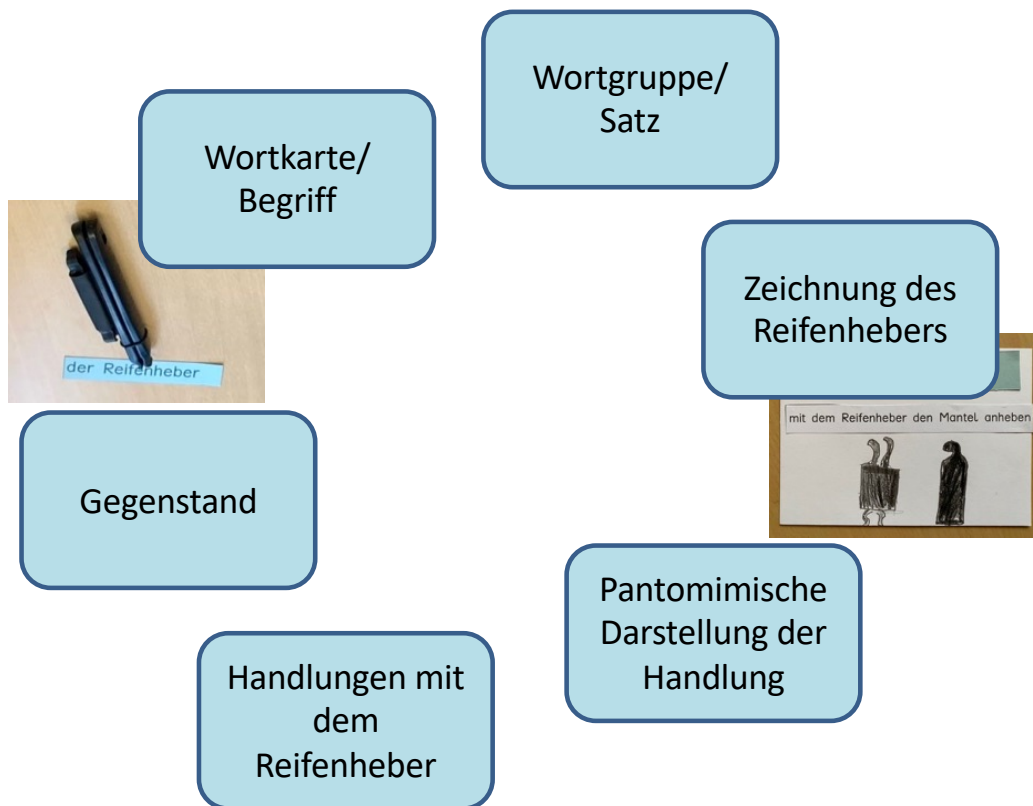 Wortgruppe/
Satz
Wortkarte/
Begriff
der Reifenheber
Zeichnung des
Reifenhebers
mit dem Reifenheber den Mantel anheben
Gegenstand
Pantomimische
Darstellung der
Handlung
Handlungen mit
dem
Reifenheber